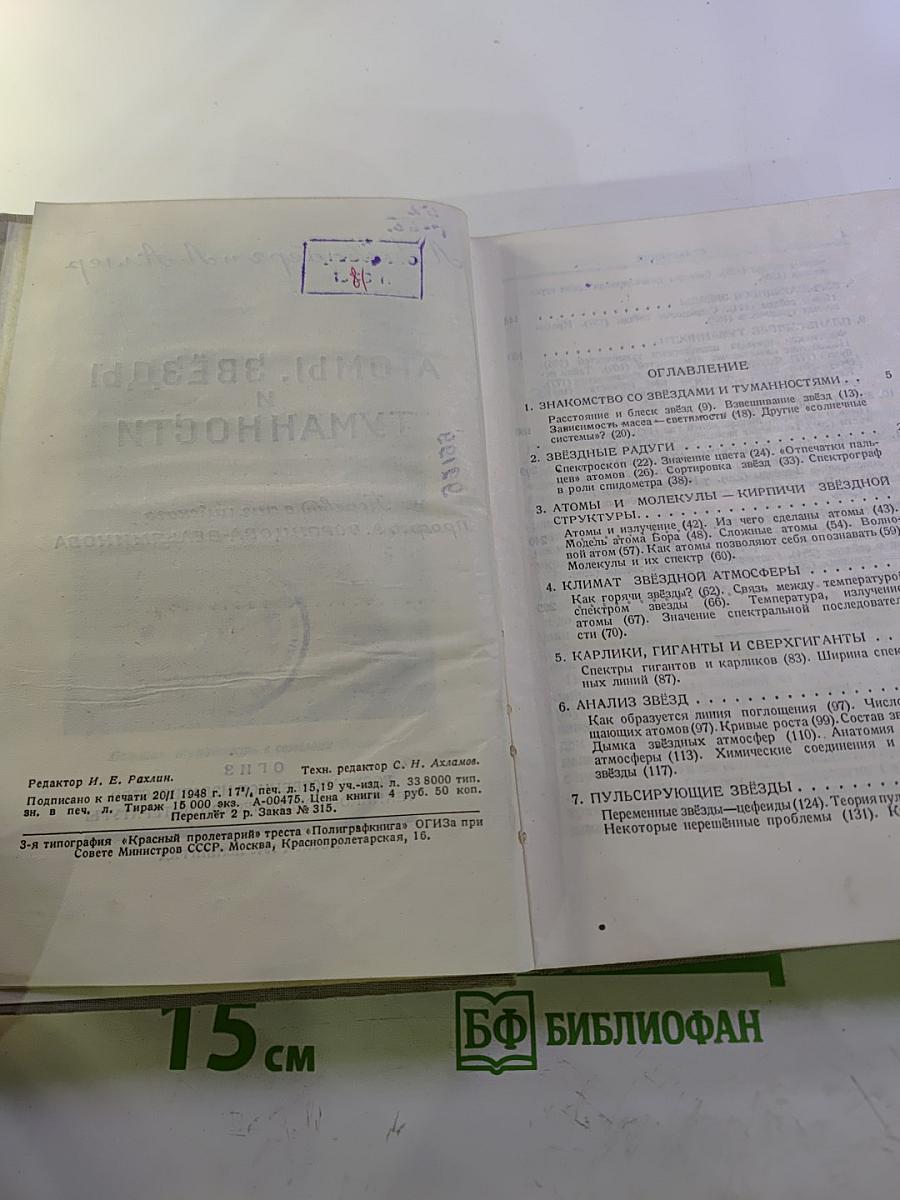 АТОМЫ, ЗВЁЗДЫ
И
ТУМАННОСТИ
ОГИЗ
Редактор И. Е. Рахлин.
Техн. редактор С. Н. Ахламов.
Подписано к печати 20/I 1948 г. 17³/₄ печ. л. 15,19 уч.-изд. л. 33 8000 тип.
зн. в печ. л. Тираж 15 000 экз. А-00475. Цена книги 4 руб. 50 коп.
Переплёт 2 р. Заказ № 315.
3-я типография «Красный пролетарий» треста «Полиграфкнига» ОГИЗа при
Совете Министров СССР. Москва, Краснопролетарская, 16.
ОГЛАВЛЕНИЕ
1. ЗНАКОМСТВО СО ЗВЁЗДАМИ И ТУМАННОСТЯМИ . . 5
Расстояние и блеск звёзд (9). Взвешивание звёзд (13).
Зависимость масса — светимость (18). Другие «солнечные
системы»? (20).
2. ЗВЁЗДНЫЕ РАДУГИ . . . . . . . . . . . . . . .
Спектроскоп (22). Значение цвета (24). «Отпечатки паль-
цев» атомов (26). Сортировка звёзд (33). Спектрограф
в роли спидометра (38).
3. АТОМЫ И МОЛЕКУЛЫ — КИРПИЧИ ЗВЁЗДНОЙ
СТРУКТУРЫ. . . . . . . . . . . . . . . . . .
Атомы и излучение (42). Из чего сделаны атомы (43).
Модель атома Бора (48). Сложные атомы (54). Волно-
вой атом (57). Как атомы позволяют себя опознавать (59)
Молекулы и их спектр (60).
4. КЛИМАТ ЗВЁЗДНОЙ АТМОСФЕРЫ . . . . . . .
Как горячи звёзды? (62). Связь между температурой
спектром звезды (66). Температура, излучение
атомы (67). Значение спектральной последовател
сти (70).
5. КАРЛИКИ, ГИГАНТЫ И СВЕРХГИГАНТЫ . .
Спектры гигантов и карликов (83). Ширина спек
ных линий (87).
6. АНАЛИЗ ЗВЁЗД . . . . . . . . . . . . . .
Как образуется линия поглощения (97). Число
щающих атомов (97). Кривые роста (99). Состав зв
Дымка звёздных атмосфер (110). Анатомия
атмосферы (113). Химические соединения и
звёзды (117).
7. ПУЛЬСИРУЮЩИЕ ЗВЁЗДЫ . . . . . . .
Переменные звёзды—цефеиды (124). Теория пул
Некоторые нерешённые проблемы (131). К
15 см
БФ БИБЛИОФАН